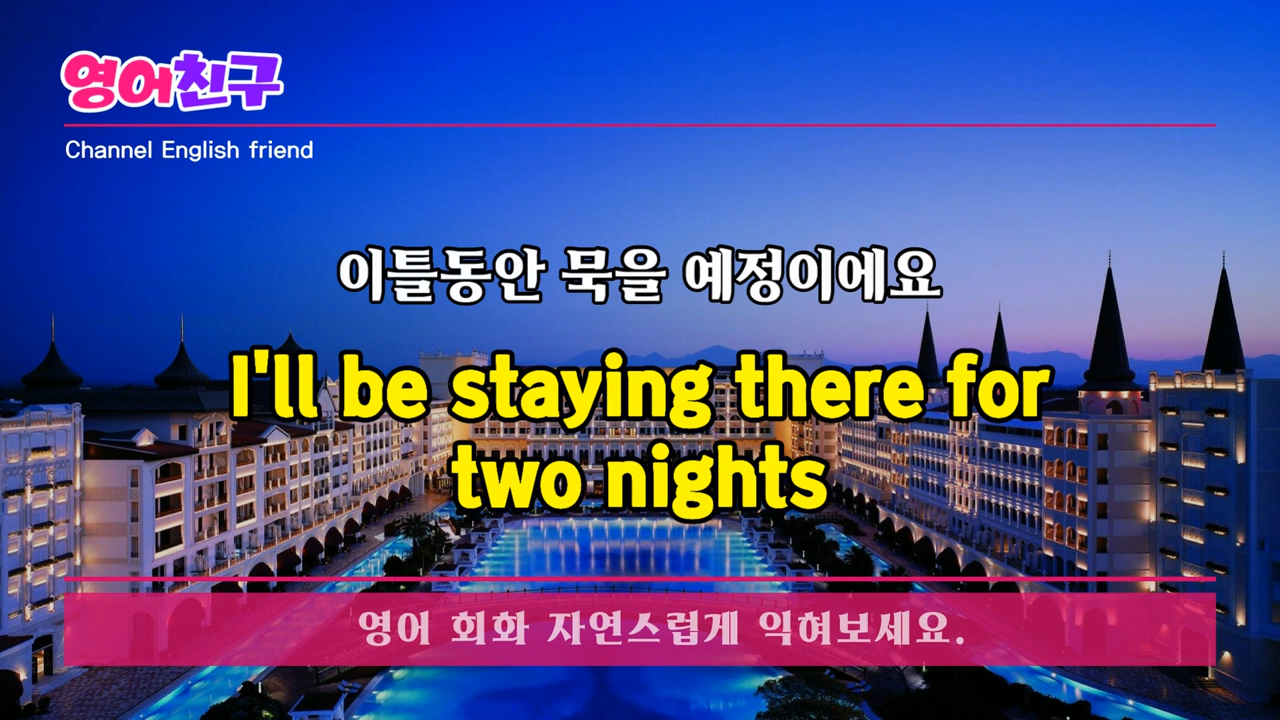 영어친구
Channel English friend
이틀동안 묵을 예정이에요
I'll be staying there for
two nights
영어 회화 자연스럽게 익혀보세요.